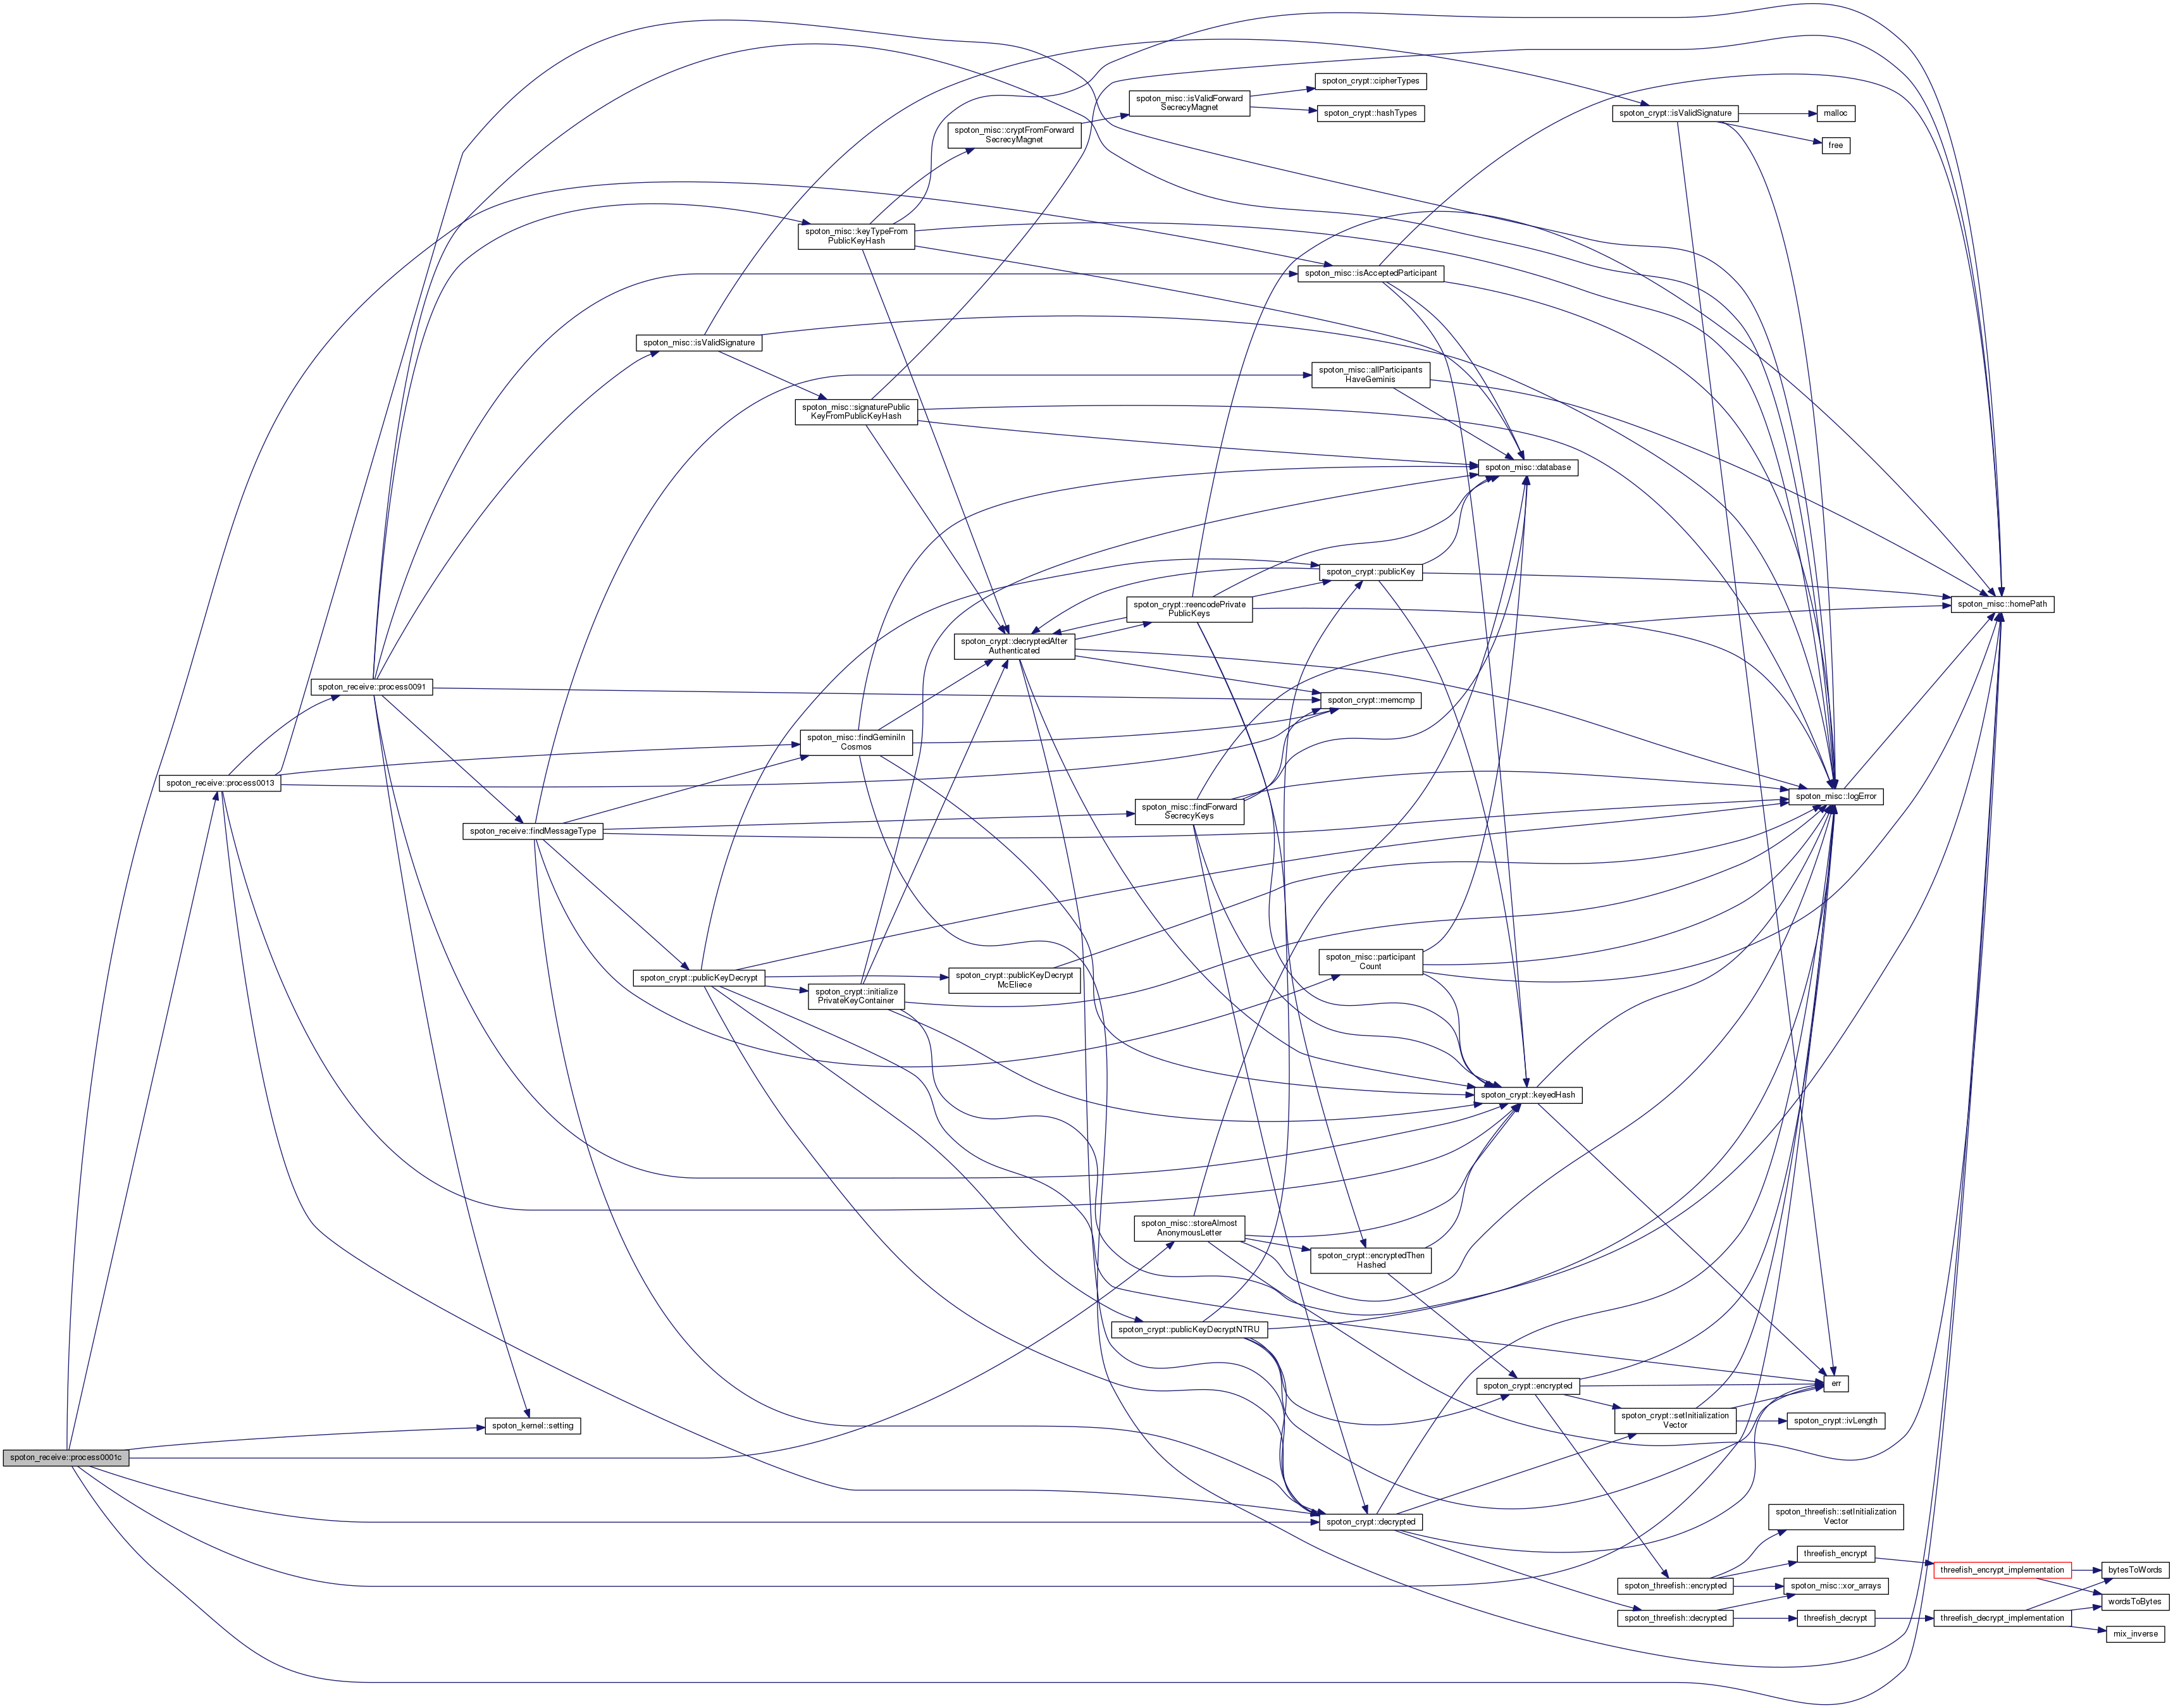 spoton_crypt::cipherTypes
spoton_misc::isValidForward
SecrecyMagnet
spoton_crypt::hashTypes
spoton_crypt::isValidSignature
malloc
spoton_misc::cryptFromForward
SecrecyMagnet
free
spoton_misc::keyTypeFrom
PublicKeyHash
spoton_misc::isAcceptedParticipant
spoton_misc::isValidSignature
spoton_misc::allParticipants
HaveGeminis
spoton_misc::signaturePublic
KeyFromPublicKeyHash
spoton_misc::database
spoton_crypt::publicKey
spoton_crypt::reencodePrivate
PublicKeys
spoton_misc::homePath
spoton_crypt::decryptedAfter
Authenticated
spoton_receive::process0091
spoton_crypt::memcmp
spoton_misc::findGeminiIn
Cosmos
spoton_receive::process0013
spoton_misc::logError
spoton_misc::findForward
SecrecyKeys
spoton_receive::findMessageType
spoton_misc::participant
Count
spoton_crypt::publicKeyDecrypt
spoton_crypt::publicKeyDecrypt
McEliece
spoton_crypt::initialize
PrivateKeyContainer
spoton_crypt::keyedHash
spoton_misc::storeAlmost
AnonymousLetter
spoton_crypt::encryptedThen
Hashed
spoton_crypt::publicKeyDecryptNTRU
spoton_crypt::encrypted
err
spoton_kernel::setting
spoton_crypt::setInitialization
Vector
spoton_crypt::ivLength
spoton_receive::process0001c
spoton_crypt::decrypted
spoton_threefish::setInitialization
Vector
threefish_encrypt
threefish_encrypt_implementation
bytesToWords
spoton_threefish::encrypted
spoton_misc::xor_arrays
wordsToBytes
spoton_threefish::decrypted
threefish_decrypt
threefish_decrypt_implementation
mix_inverse